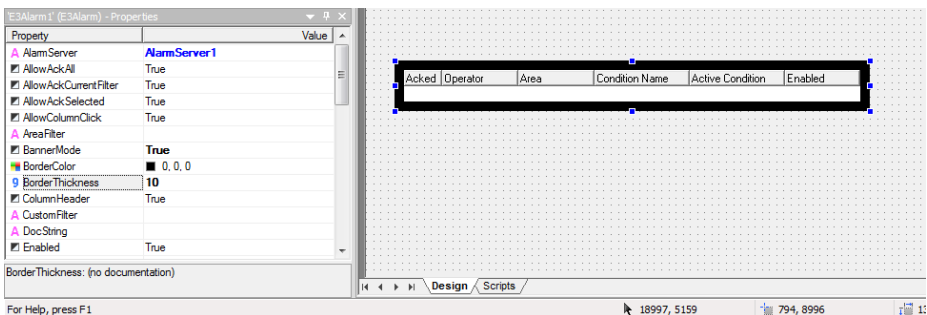 'E3Alarm1' (E3Alarm) - Properties
Property Value
AlarmServer AlarmServer1
AllowAckAll True
AllowAckCurrentFilter True
AllowAckSelected True
AllowColumnClick True
AreaFilter
BannerMode True
BorderColor 0, 0, 0
BorderThickness 10
ColumnHeader True
CustomFilter
DocString
Enabled True
BorderThickness: (no documentation)
For Help, press F1
Acked Operator Area Condition Name Active Condition Enabled
Design Scripts
18997, 5159 794, 8996 13